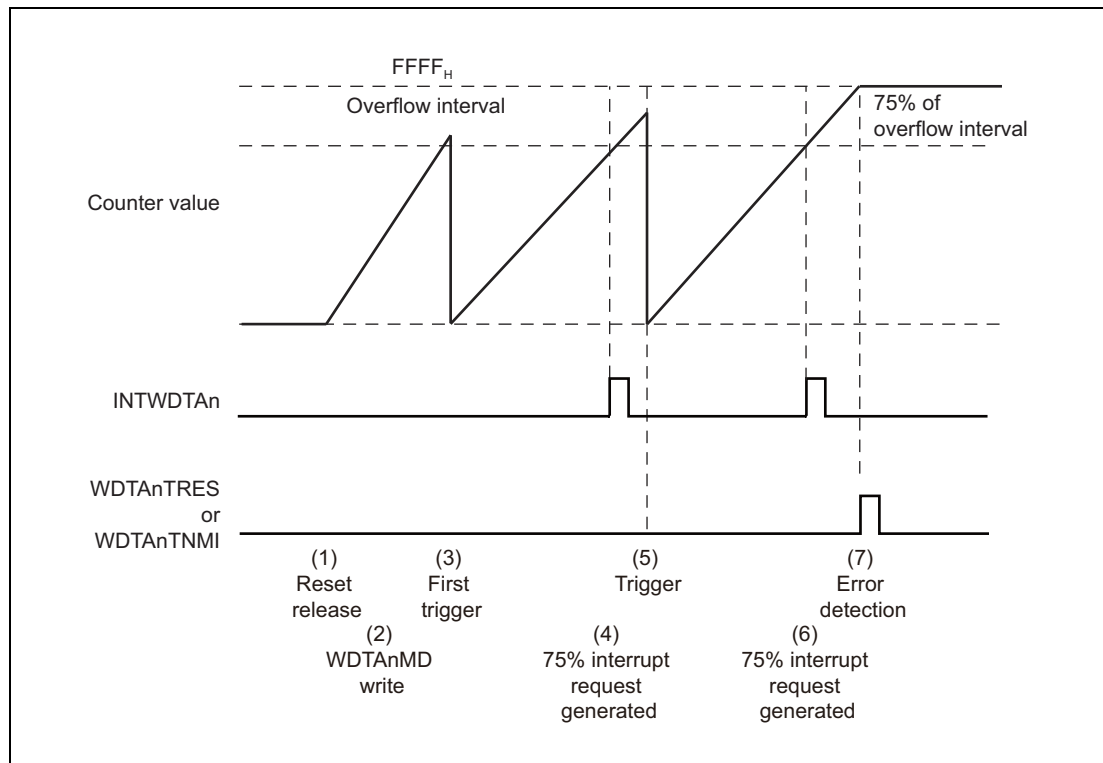 FFFFH
Overflow interval
75% of
overflow interval
Counter value
INTWDTAn
WDTAnTRES
or
WDTAnTNMI
(1)
Reset
release
(2)
WDTAnMD
write
(3)
First
trigger
(4)
75% interrupt
request
generated
(5)
Trigger
(6)
75% interrupt
request
generated
(7)
Error
detection